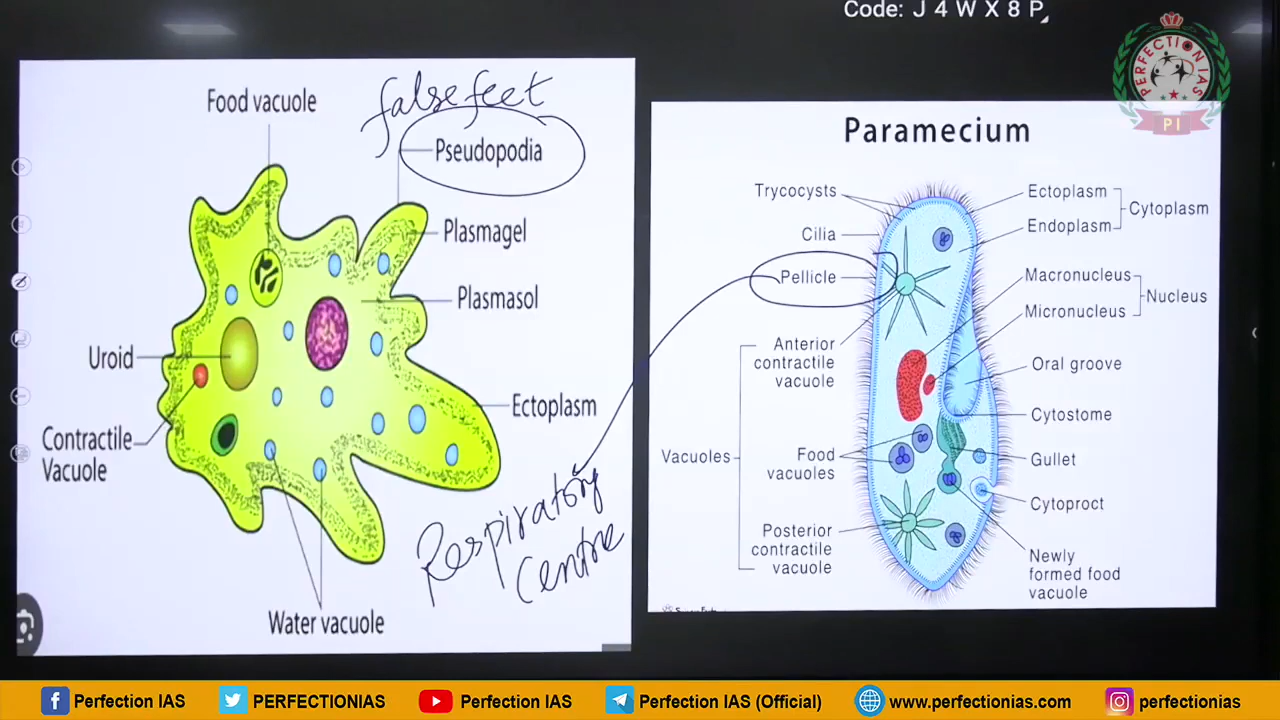 Code: J 4 W X 8 P
PERFECTION IAS
PI
Food vacuole
false feet
Pseudopodia
Plasmagel
Plasmasol
Uroid
Ectoplasm
Contractile
Vacuole
Water vacuole
Respiratory
Centre
Paramecium
Trycocysts
Cilia
Pellicle
Anterior
contractile
vacuole
Vacuoles
Food
vacuoles
Posterior
contractile
vacuole
Ectoplasm
Endoplasm
Cytoplasm
Macronucleus
Micronucleus
Nucleus
Oral groove
Cytostome
Gullet
Cytoproct
Newly
formed food
vacuole
Perfection IAS
PERFECTIONIAS
Perfection IAS
Perfection IAS (Official)
www.perfectionias.com
perfectionias